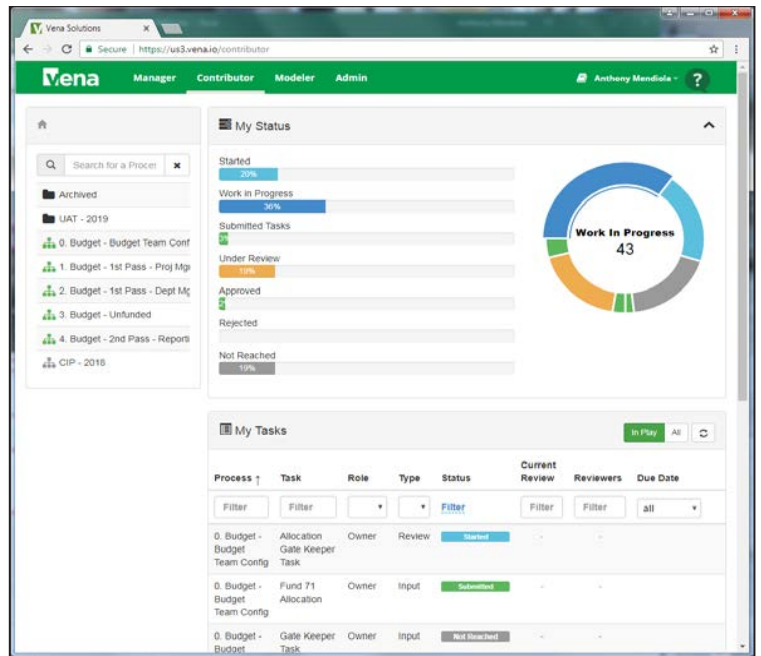 Vena Solutions
Secure | https://us3.vena.io/contributor
Vena Manager Contributor Modeler Admin Anthony Mendiola ?
My Status
Search for a Proces
Archived
UAT - 2019
0. Budget - Budget Team Conf
1. Budget - 1st Pass - Proj Mgr
2. Budget - 1st Pass - Dept Mg
3. Budget - Unfunded
4. Budget - 2nd Pass - Reporti
CIP - 2018
Started
20%
Work in Progress
36%
Submitted Tasks
Under Review
19%
Approved
Rejected
Not Reached
19%
Work In Progress
43
My Tasks
In Play All
Process ↑ Task Role Type Status Current Review Reviewers Due Date
Filter Filter Filter Filter Filter all
0. Budget - Budget Team Config Allocation Gate Keeper Task Owner Review Started - -
0. Budget - Budget Team Config Fund 71 Allocation Owner Input Submitted - -
0. Budget - Budget Gate Keeper Task Owner Input Not Reached - -